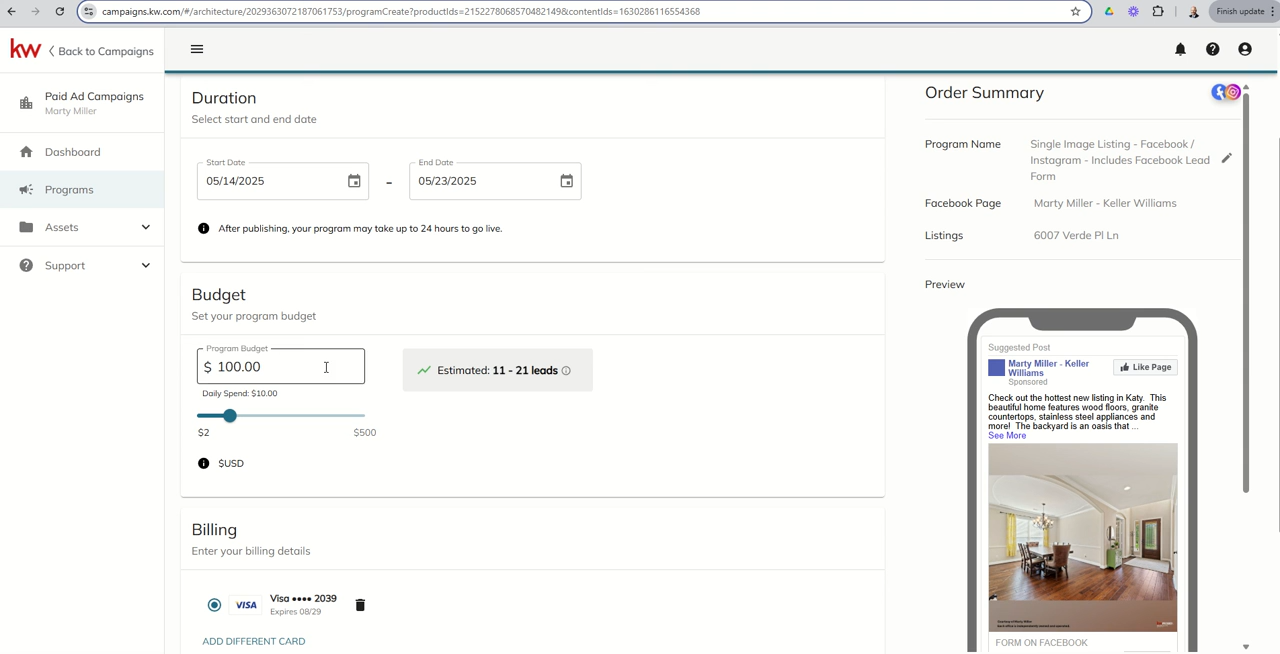 campaigns.kw.com/#/architecture/2029363072187061753/programCreate?productIds=2152278068570482149&contentIds=1630286116554368
Finish update
kw
Back to Campaigns
Paid Ad Campaigns
Marty Miller
Dashboard
Programs
Assets
Support
Duration
Select start and end date
Start Date
05/14/2025
-
End Date
05/23/2025
After publishing, your program may take up to 24 hours to go live.
Budget
Set your program budget
Program Budget
$ 100.00
Daily Spend: $10.00
$2
$500
$USD
Estimated: 11 - 21 leads
Billing
Enter your billing details
VISA
Visa •••• 2039
Expires 08/29
ADD DIFFERENT CARD
Order Summary
Program Name
Single Image Listing - Facebook /
Instagram - Includes Facebook Lead
Form
Facebook Page
Marty Miller - Keller Williams
Listings
6007 Verde Pl Ln
Preview
Suggested Post
Marty Miller - Keller
Williams
Sponsored
Like Page
Check out the hottest new listing in Katy. This
beautiful home features wood floors, granite
countertops, stainless steel appliances and
more! The backyard is an oasis that ...
See More
FORM ON FACEBOOK